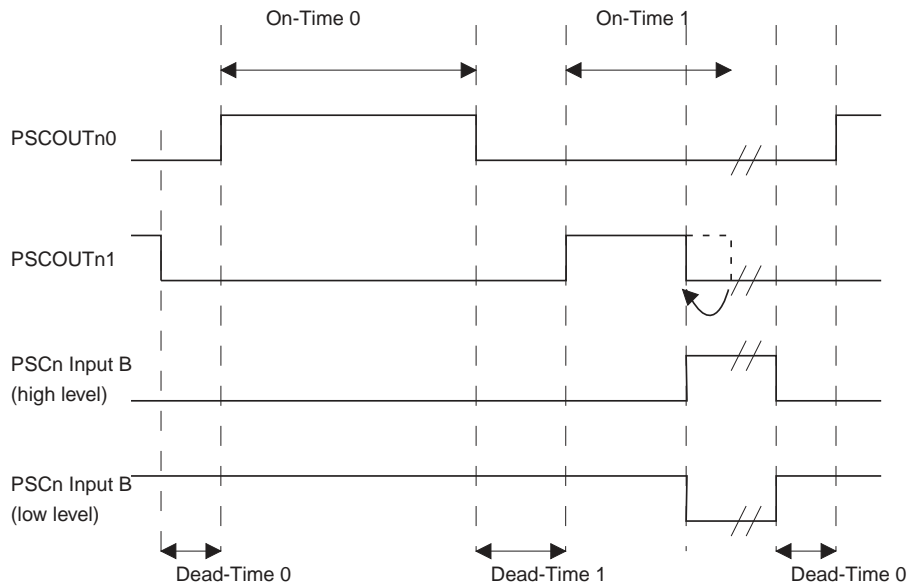 On-Time 0
On-Time 1
PSCOUTn0
PSCOUTn1
PSCn Input B
(high level)
PSCn Input B
(low level)
Dead-Time 0
Dead-Time 1
Dead-Time 0